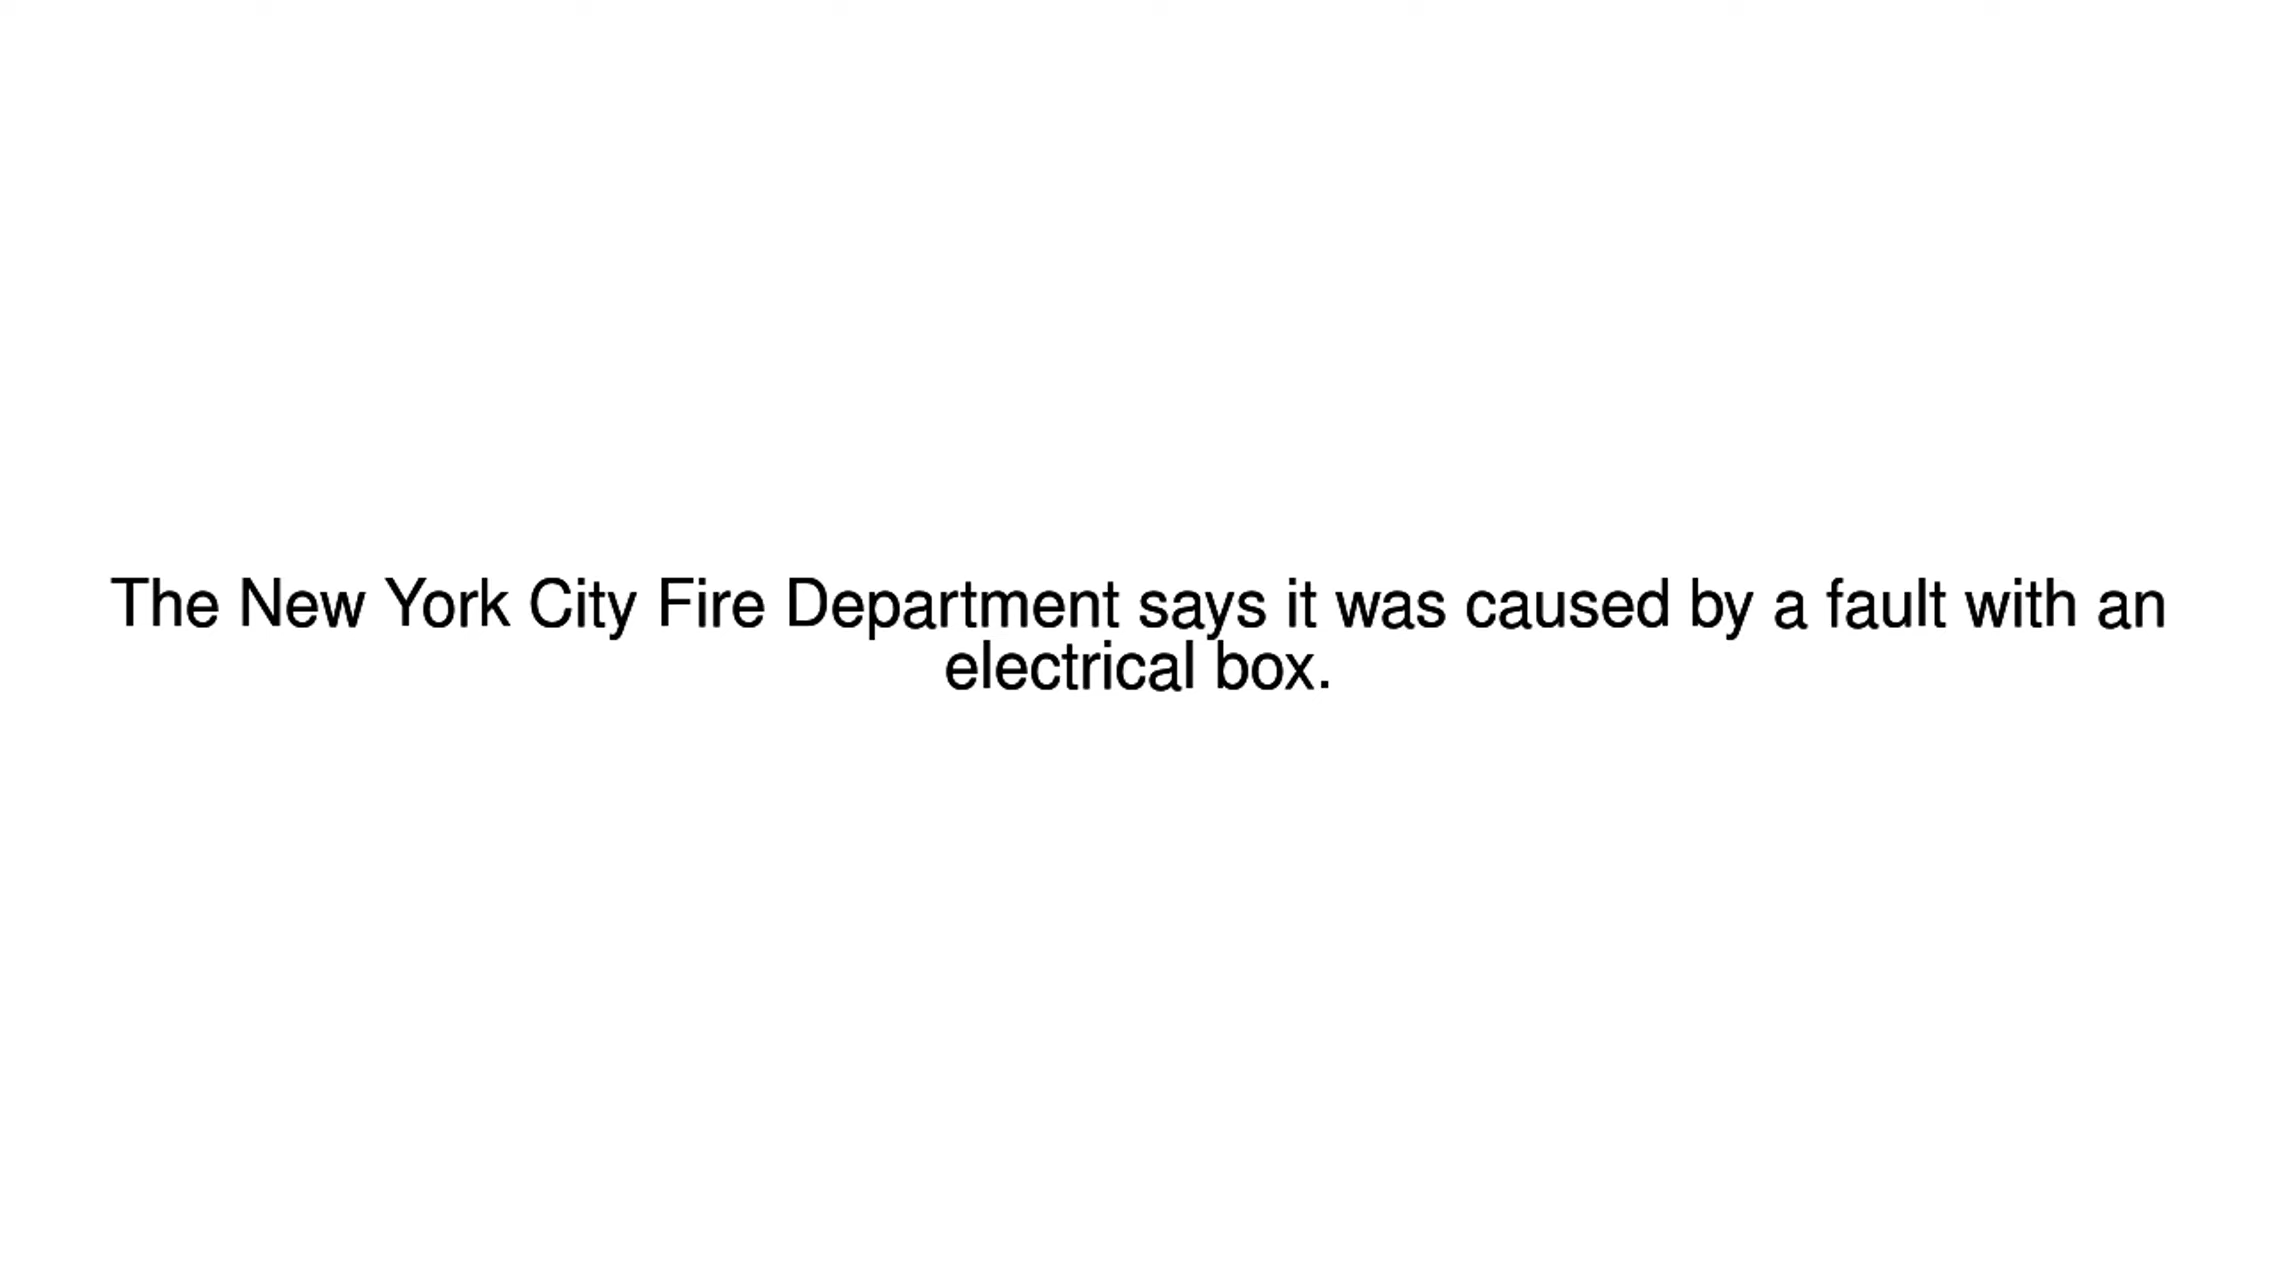 The New York City Fire Department says it was caused by a fault with an
electrical box.